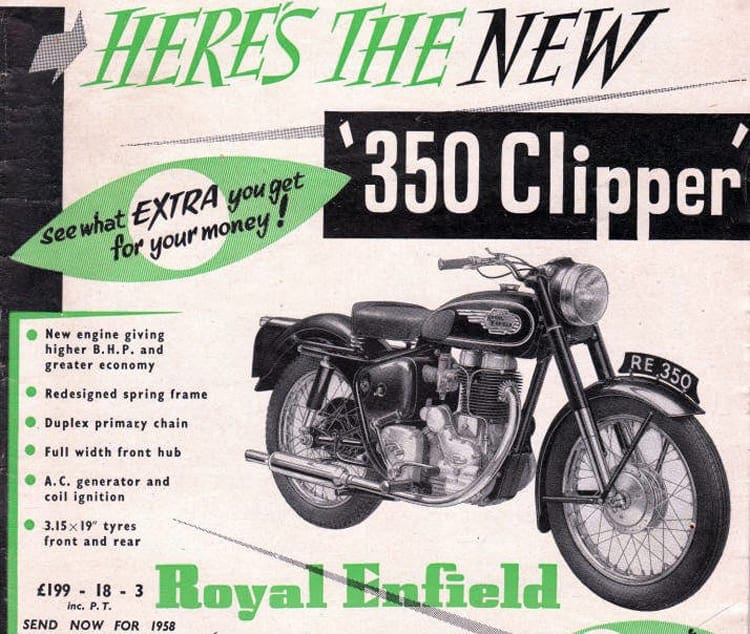 HERE'S THE NEW
'350 Clipper'
See what EXTRA you get
for your money!
New engine giving
higher B.H.P. and
greater economy
Redesigned spring frame
Duplex primary chain
Full width front hub
A.C. generator and
coil ignition
3.15 × 19" tyres
front and rear
RE 350
£199 - 18 - 3
inc. P.T.
Royal Enfield
SEND NOW FOR 1958